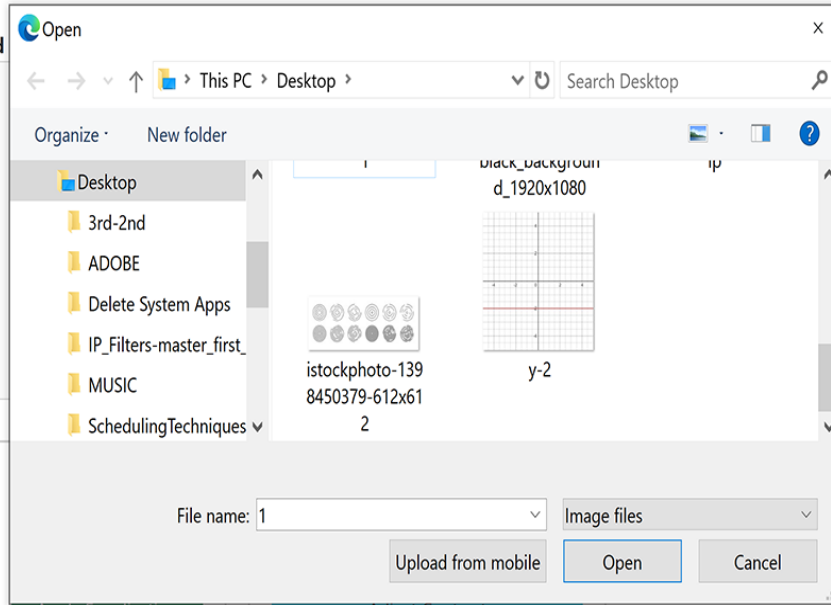 Open
This PC > Desktop >
Search Desktop
Organize
New folder
Desktop
3rd-2nd
ADOBE
Delete System Apps
IP_Filters-master_first_
MUSIC
SchedulingTechniques
1
black_backgroun
d_1920x1080
ip
istockphoto-139
8450379-612x61
2
y-2
File name: 1
Image files
Upload from mobile
Open
Cancel